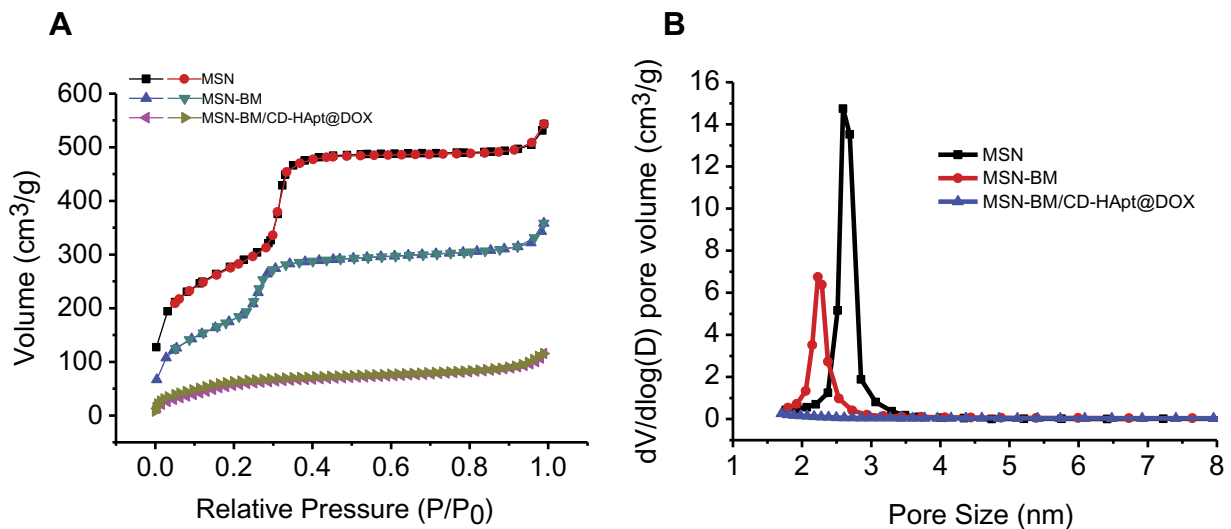 A
MSN
MSN-BM
MSN-BM/CD-HApt@DOX
Volume (cm³/g)
600
500
400
300
200
100
0
0.0 0.2 0.4 0.6 0.8 1.0
Relative Pressure (P/P0)
B
MSN
MSN-BM
MSN-BM/CD-HApt@DOX
dV/dlog(D) pore volume (cm³/g)
16
14
12
10
8
6
4
2
0
1 2 3 4 5 6 7 8
Pore Size (nm)